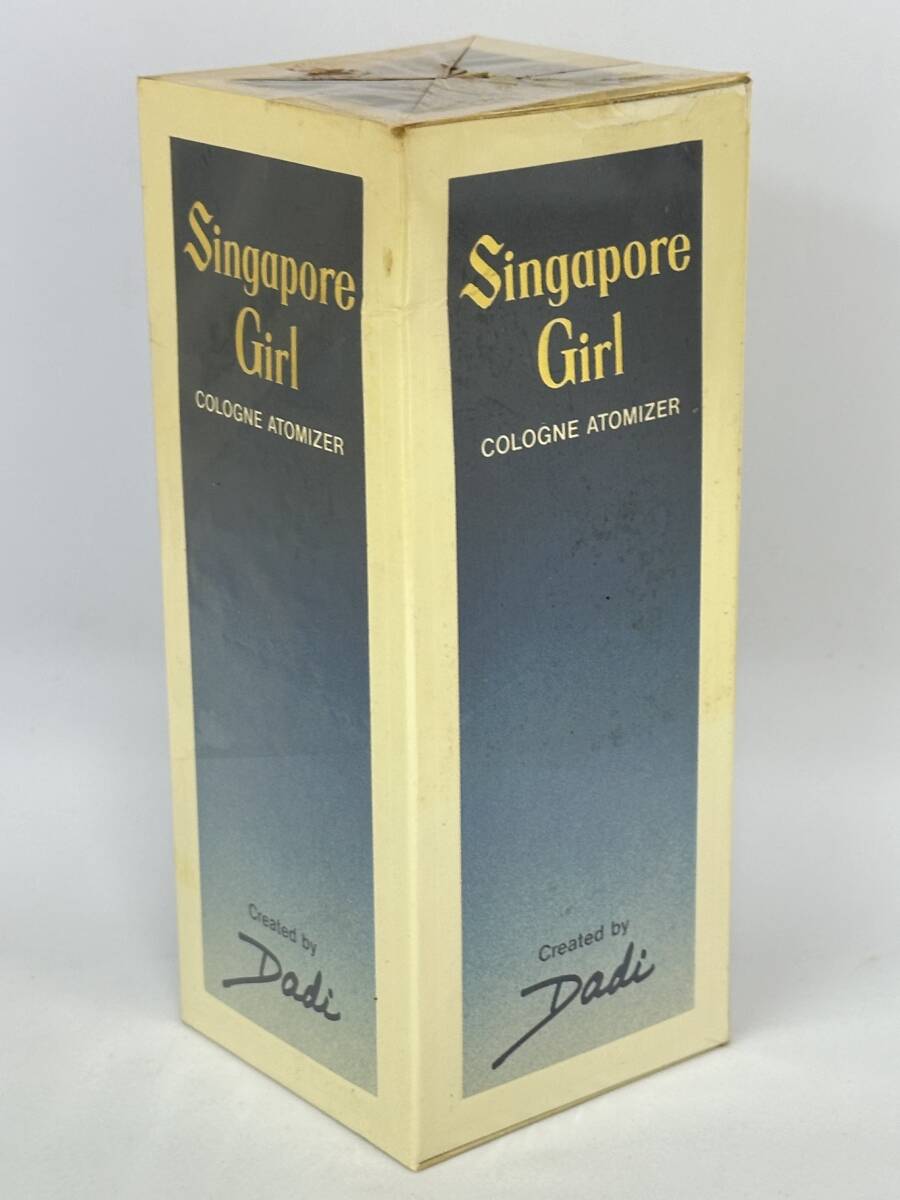 Singapore
Girl
COLOGNE ATOMIZER
Created by
Dadi
Singapore
Girl
COLOGNE ATOMIZER
Created by
Dadi